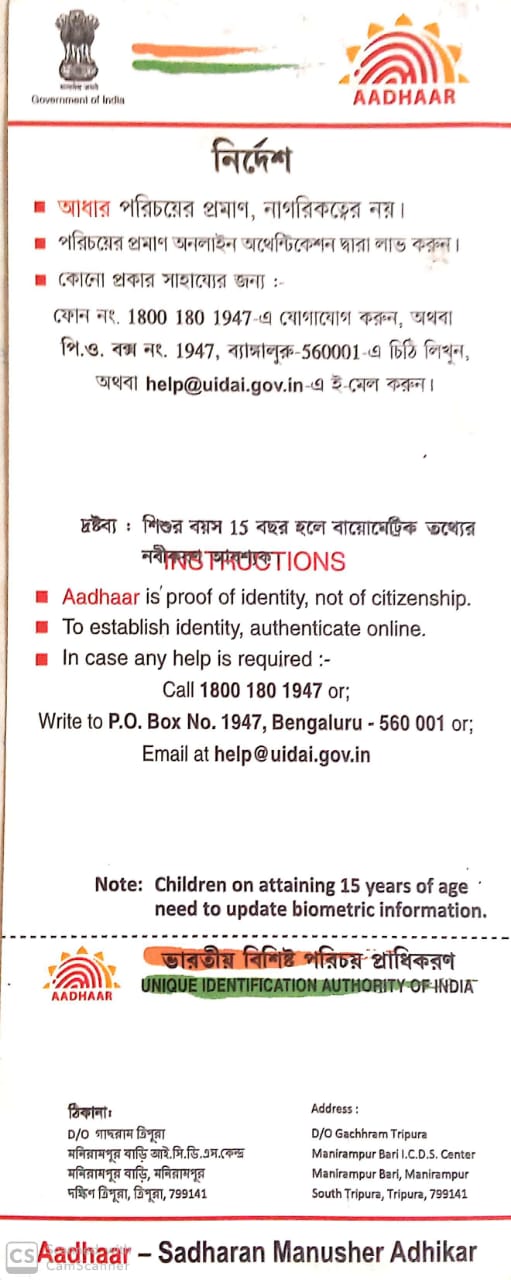 सत्यमेव जयते
Government of India
AADHAAR
নির্দেশ
আধার পরিচয়ের প্রমাণ, নাগরিকত্বের নয়।
পরিচয়ের প্রমাণ অনলাইন অথেন্টিকেশন দ্বারা লাভ করুন।
কোনো প্রকার সাহায্যের জন্য :-
ফোন নং. 1800 180 1947-এ যোগাযোগ করুন, অথবা
পি.ও. বক্স নং. 1947, ব্যাঙ্গালুরু-560001-এ চিঠি লিখুন,
অথবা help@uidai.gov.in-এ ই-মেল করুন।
দ্রষ্টব্য : শিশুর বয়স 15 বছর হলে বায়োমেট্রিক তথ্যের
নবীকরণ আবশ্যক
INSTRUCTIONS
Aadhaar is proof of identity, not of citizenship.
To establish identity, authenticate online.
In case any help is required :-
Call 1800 180 1947 or;
Write to P.O. Box No. 1947, Bengaluru - 560 001 or;
Email at help@uidai.gov.in
Note: Children on attaining 15 years of age
need to update biometric information.
AADHAAR
ভারতীয় বিশিষ্ট পরিচয় প্রাধিকরণ
UNIQUE IDENTIFICATION AUTHORITY OF INDIA
ঠিকানা:
D/O গাছরাম ত্রিপুরা
মনিরামপুর বাড়ি আই.সি.ডি.এস.কেন্দ্র
মনিরামপুর বাড়ি, মনিরামপুর
দক্ষিণ ত্রিপুরা, ত্রিপুরা, 799141
Address :
D/O Gachhram Tripura
Manirampur Bari I.C.D.S. Center
Manirampur Bari, Manirampur
South Tripura, Tripura, 799141
Aadhaar – Sadharan Manusher Adhikar
CS Scanned with
CamScanner